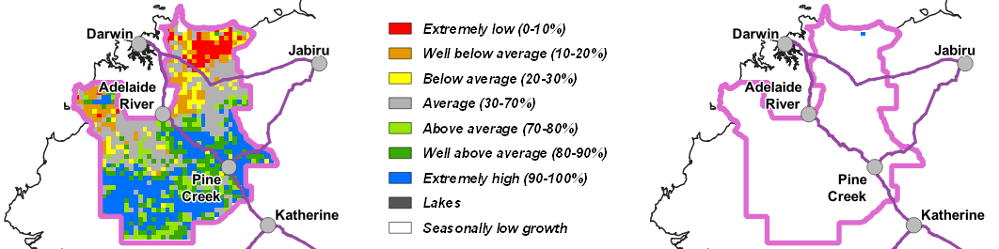 Darwin
Jabiru
Adelaide
River
Pine
Creek
Katherine
Extremely low (0-10%)
Well below average (10-20%)
Below average (20-30%)
Average (30-70%)
Above average (70-80%)
Well above average (80-90%)
Extremely high (90-100%)
Lakes
Seasonally low growth
Darwin
Jabiru
Adelaide
River
Pine
Creek
Katherine